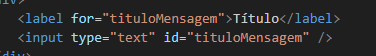 <label for="tituloMensagem">Título</label>
<input type="text" id="tituloMensagem" />